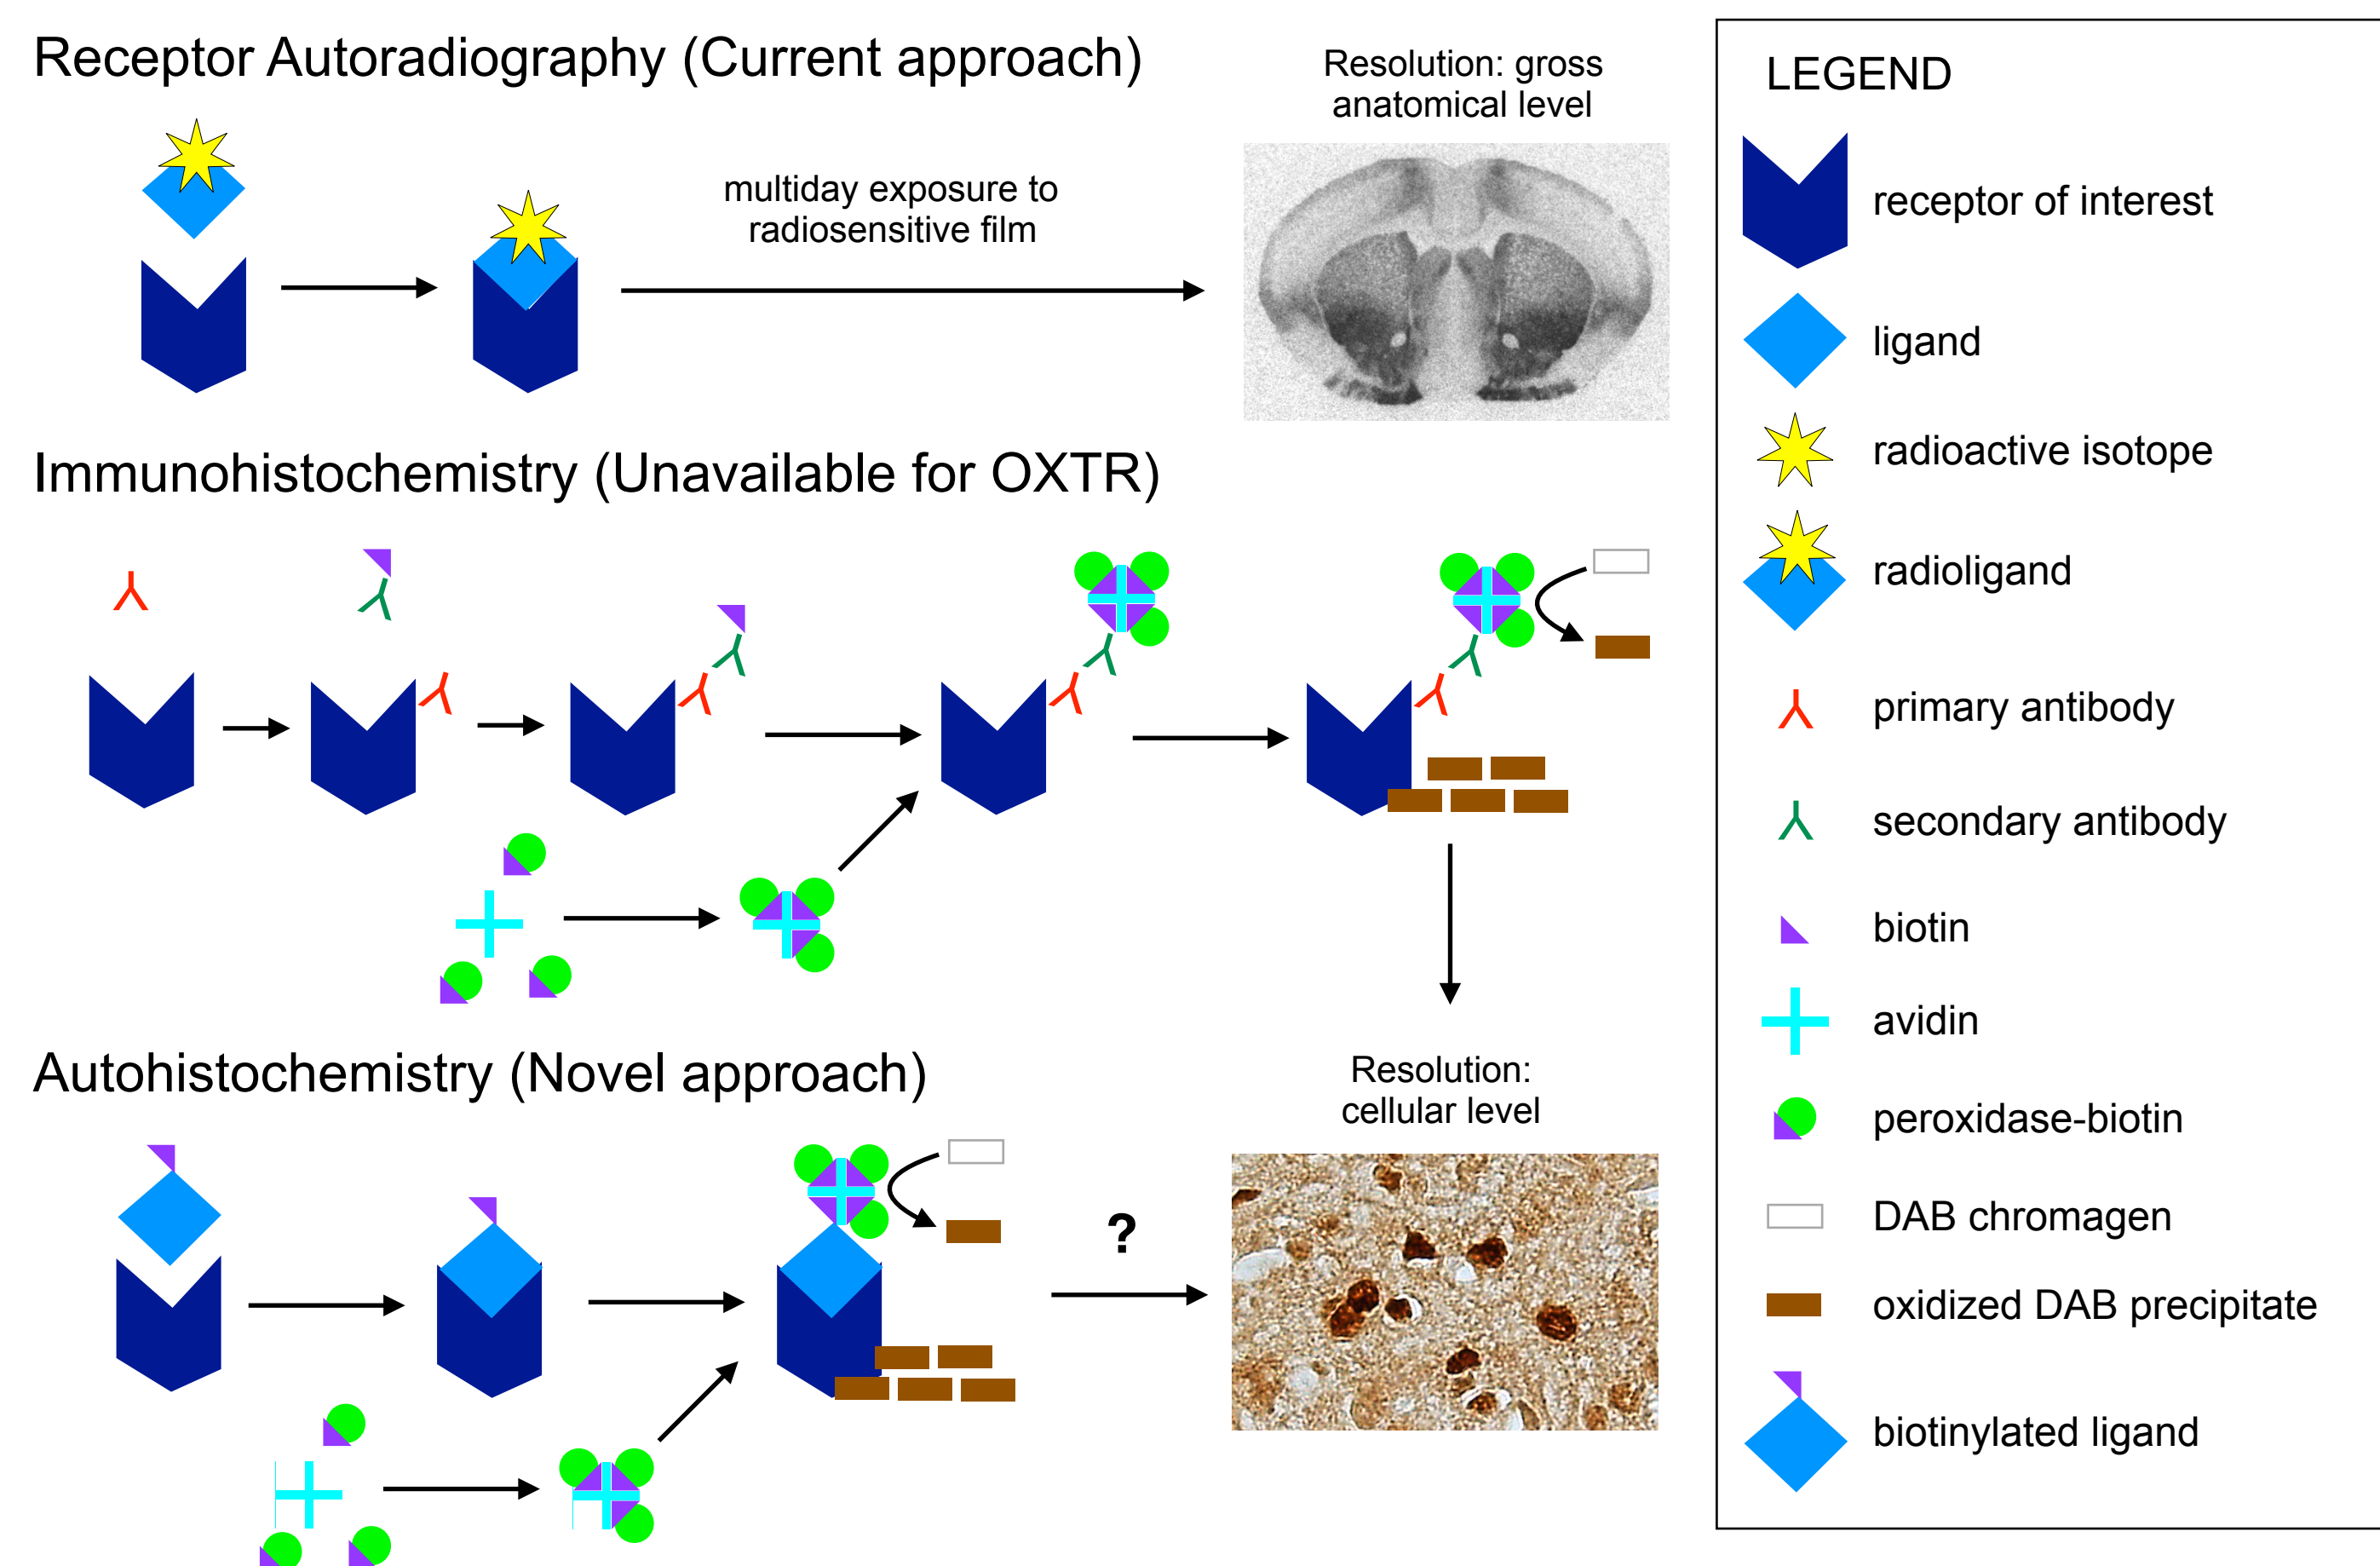 Receptor Autoradiography (Current approach)
Resolution: gross
anatomical level
multiday exposure to
radiosensitive film
Immunohistochemistry (Unavailable for OXTR)
Autohistochemistry (Novel approach)
Resolution:
cellular level
?
LEGEND
receptor of interest
ligand
radioactive isotope
radioligand
primary antibody
secondary antibody
biotin
avidin
peroxidase-biotin
DAB chromagen
oxidized DAB precipitate
biotinylated ligand